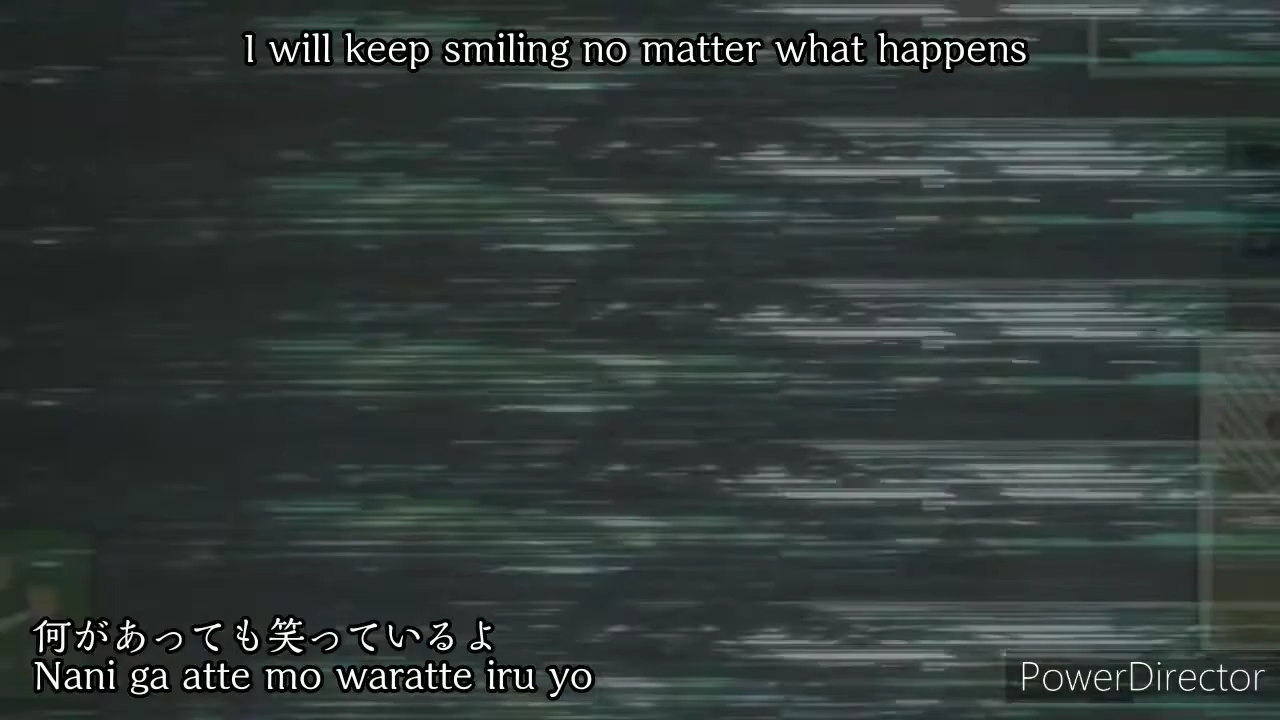 I will keep smiling no matter what happens
何があっても笑っているよ
Nani ga atte mo waratte iru yo
PowerDirector